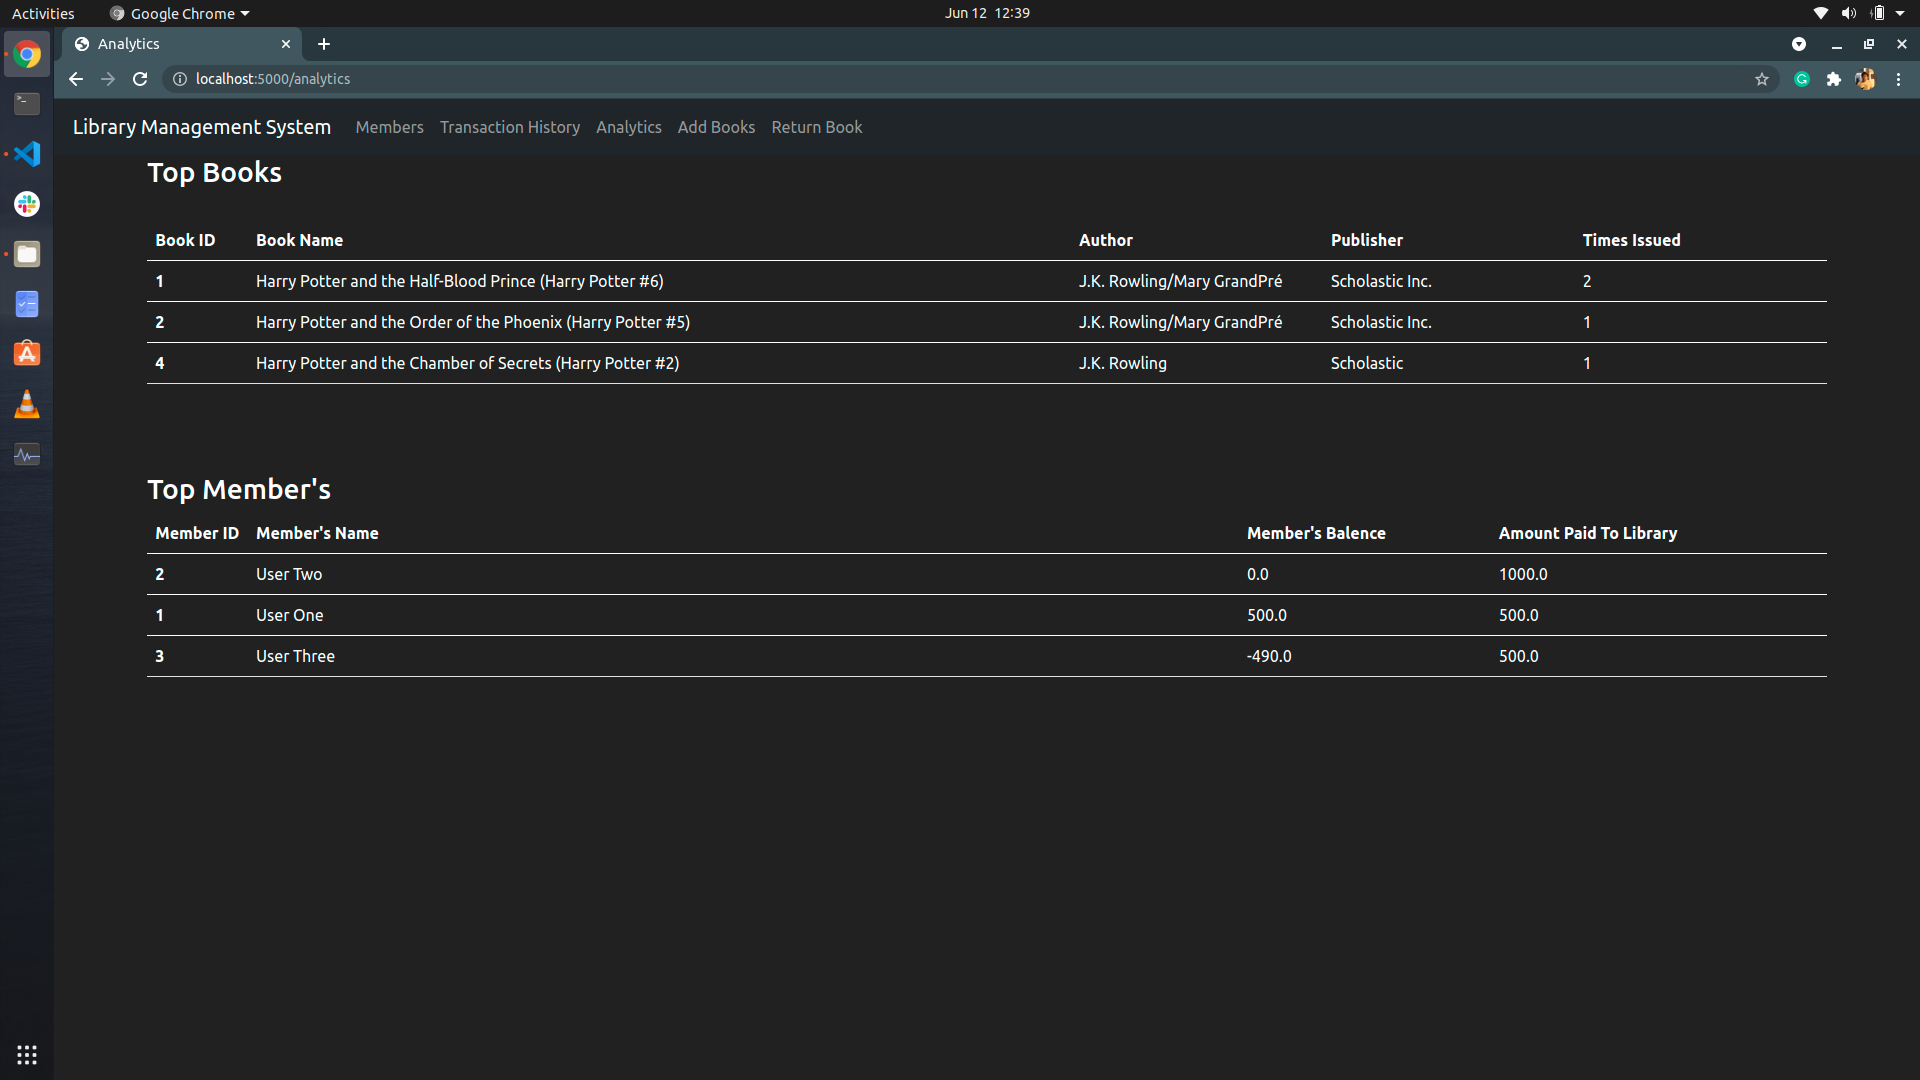 Activities Google Chrome Jun 12 12:39
Analytics
localhost:5000/analytics
Library Management System Members Transaction History Analytics Add Books Return Book
Top Books
Book ID Book Name Author Publisher Times Issued
1 Harry Potter and the Half-Blood Prince (Harry Potter #6) J.K. Rowling/Mary GrandPré Scholastic Inc. 2
2 Harry Potter and the Order of the Phoenix (Harry Potter #5) J.K. Rowling/Mary GrandPré Scholastic Inc. 1
4 Harry Potter and the Chamber of Secrets (Harry Potter #2) J.K. Rowling Scholastic 1
Top Member's
Member ID Member's Name Member's Balence Amount Paid To Library
2 User Two 0.0 1000.0
1 User One 500.0 500.0
3 User Three -490.0 500.0